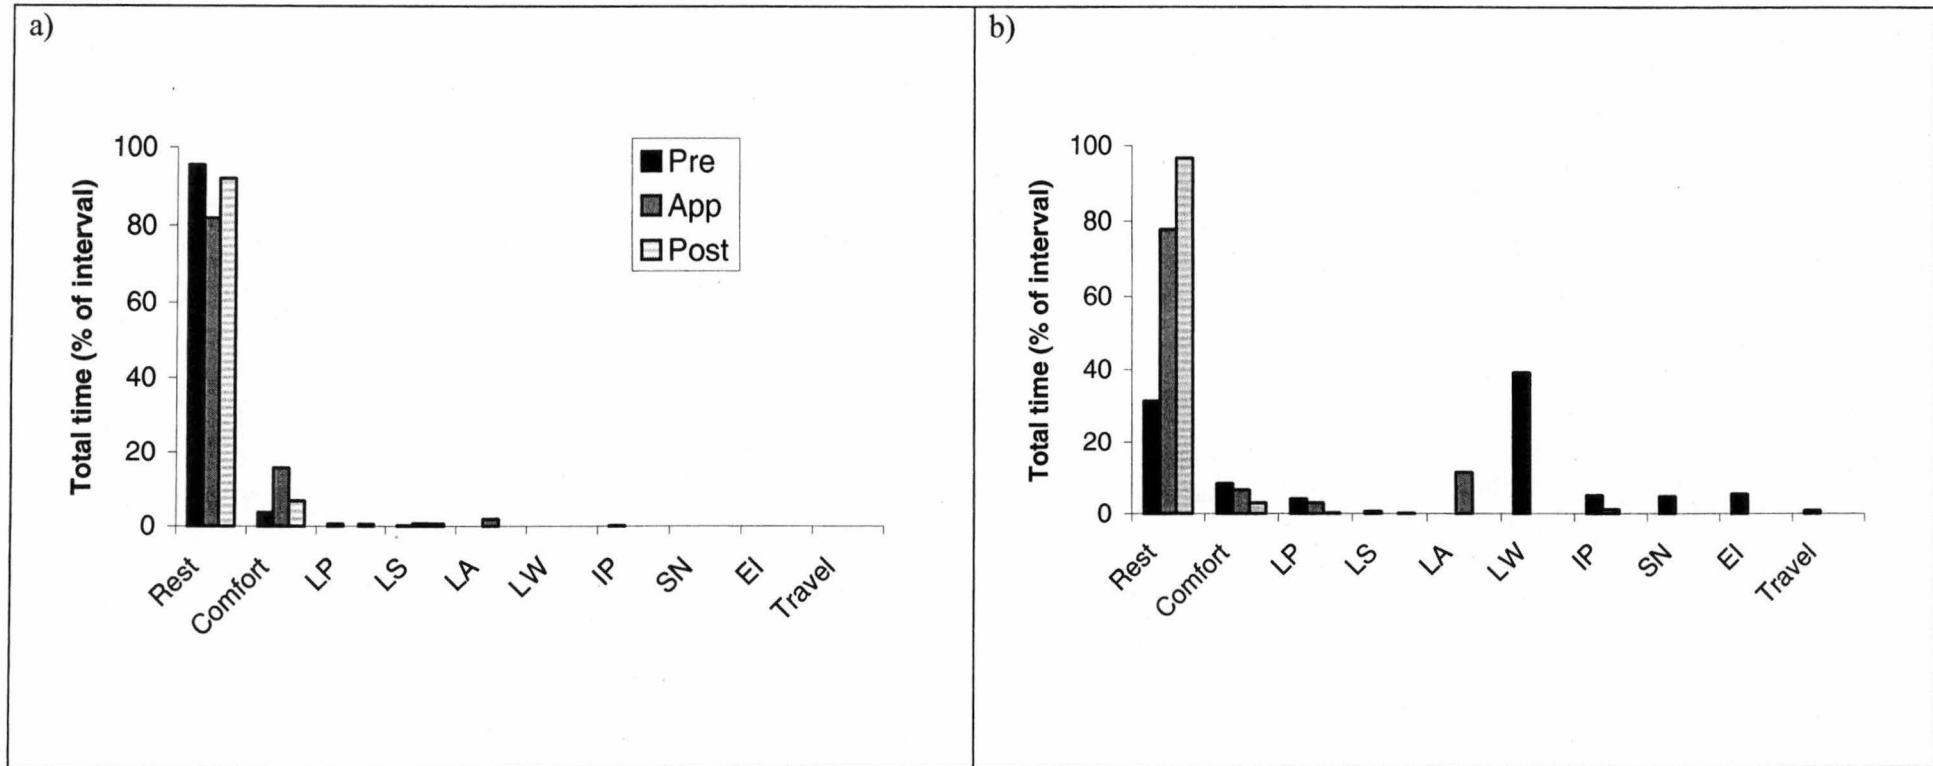 a)
Total time (% of interval)
100
80
60
40
20
0
Rest
Comfort
LP
LS
LA
LW
IP
SN
EI
Travel
Pre
App
Post
b)
Total time (% of interval)
100
80
60
40
20
0
Rest
Comfort
LP
LS
LA
LW
IP
SN
EI
Travel